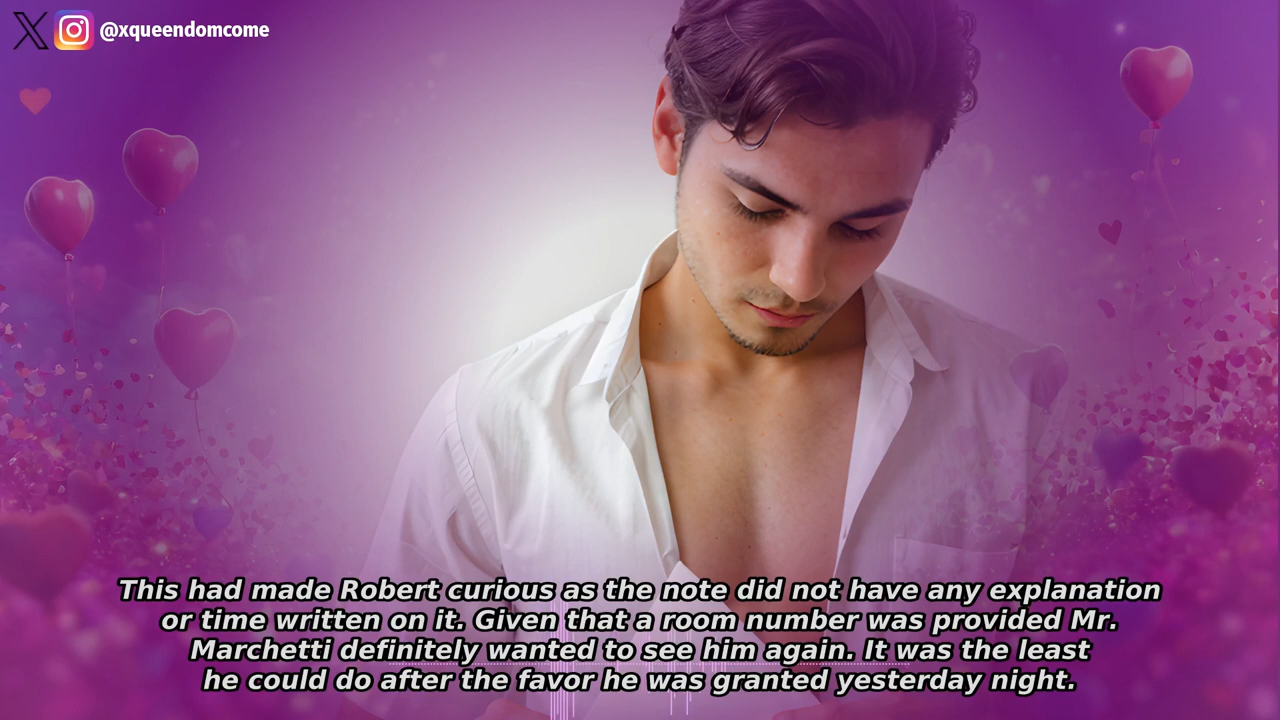 @xqueendomcome
This had made Robert curious as the note did not have any explanation
or time written on it. Given that a room number was provided Mr.
Marchetti definitely wanted to see him again. It was the least
he could do after the favor he was granted yesterday night.